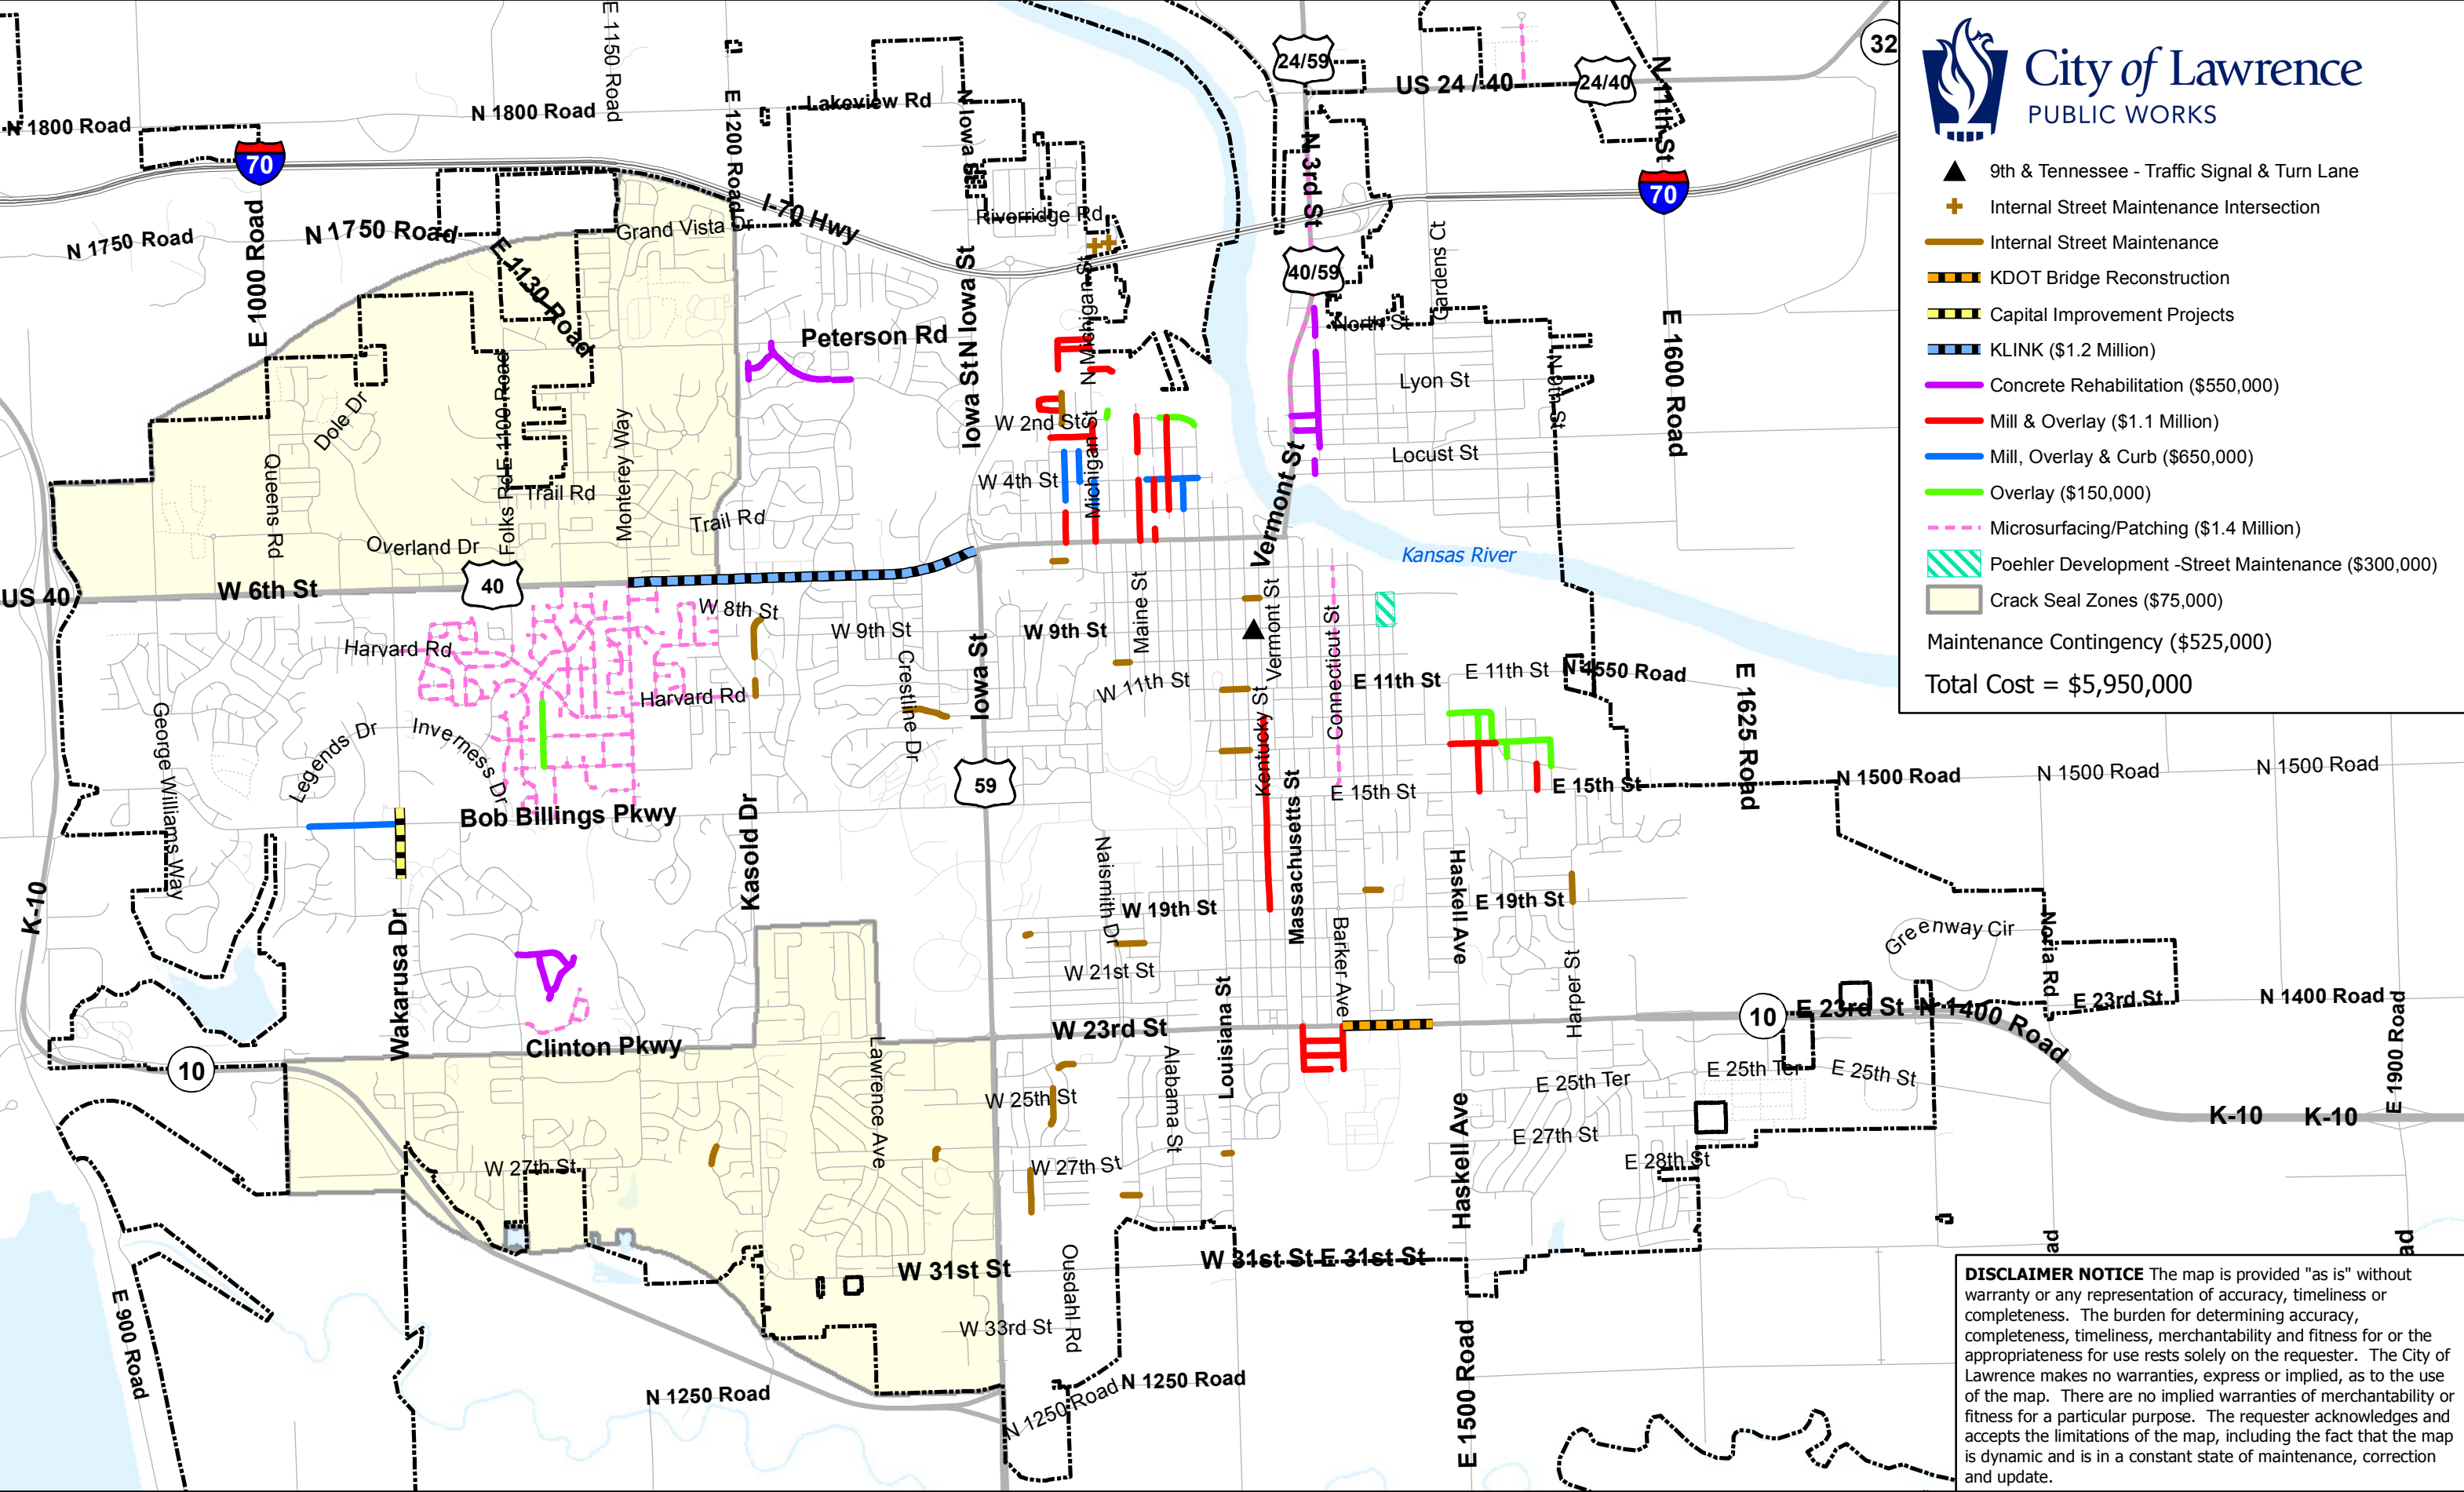 City of Lawrence
PUBLIC WORKS
9th & Tennessee - Traffic Signal & Turn Lane
Internal Street Maintenance Intersection
Internal Street Maintenance
KDOT Bridge Reconstruction
Capital Improvement Projects
KLINK ($1.2 Million)
Concrete Rehabilitation ($550,000)
Mill & Overlay ($1.1 Million)
Mill, Overlay & Curb ($650,000)
Overlay ($150,000)
Microsurfacing/Patching ($1.4 Million)
Poehler Development -Street Maintenance ($300,000)
Crack Seal Zones ($75,000)
Maintenance Contingency ($525,000)
Total Cost = $5,950,000
E 1150 Road
32
24/59
US 24 / 40
24/40
N 11th St
N 1800 Road
N 1800 Road
E 1200 Road
Lakeview Rd
N Iowa St
N 3rd St
70
70
N 1750 Road
N 1750 Road
E 1000 Road
E 1130 Road
Grand Vista Dr
I-70 Hwy
Riverridge Rd
N Michigan St
40/59
Gardens Ct
North St
Peterson Rd
Iowa St
N Iowa St
E 1600 Road
N 8th St
Lyon St
Locust St
Dole Dr
Queens Rd
Folks Rd
E 1100 Road
Trail Rd
Monterey Way
Trail Rd
Overland Dr
W 2nd St
W 4th St
Michigan St
Vermont St
Kansas River
US 40
W 6th St
40
W 8th St
Harvard Rd
Harvard Rd
W 9th St
W 9th St
Crestline Dr
Iowa St
Maine St
Vermont St
Connecticut St
W 11th St
E 11th St
E 11th St
N 1550 Road
Kentucky St
E 1625 Road
George Williams Way
Legends Dr
Inverness Dr
59
Massachusetts St
E 15th St
E 15th St
N 1500 Road
N 1500 Road
N 1500 Road
Bob Billings Pkwy
Kasold Dr
Naismith Dr
W 19th St
Haskell Ave
E 19th St
Barker Ave
K-10
Wakarusa Dr
W 21st St
Louisiana St
Harper St
Greenway Cir
Noria Rd
E 23rd St
N 1400 Road
E 23rd St
N 1400 Road
10
10
Clinton Pkwy
W 23rd St
Lawrence Ave
W 25th St
Alabama St
E 25th Ter
E 25th Ter
E 25th St
E 1900 Road
K-10
K-10
W 27th St
W 27th St
E 27th St
E 28th St
Haskell Ave
W 31st St
W 31st St
E 31st St
Ousdahl Rd
W 33rd St
E 900 Road
N 1250 Road
N 1250 Road
N 1250 Road
E 1500 Road
ad
ad
DISCLAIMER NOTICE The map is provided "as is" without
warranty or any representation of accuracy, timeliness or
completeness. The burden for determining accuracy,
completeness, timeliness, merchantability and fitness for or the
appropriateness for use rests solely on the requester. The City of
Lawrence makes no warranties, express or implied, as to the use
of the map. There are no implied warranties of merchantability or
fitness for a particular purpose. The requester acknowledges and
accepts the limitations of the map, including the fact that the map
is dynamic and is in a constant state of maintenance, correction
and update.